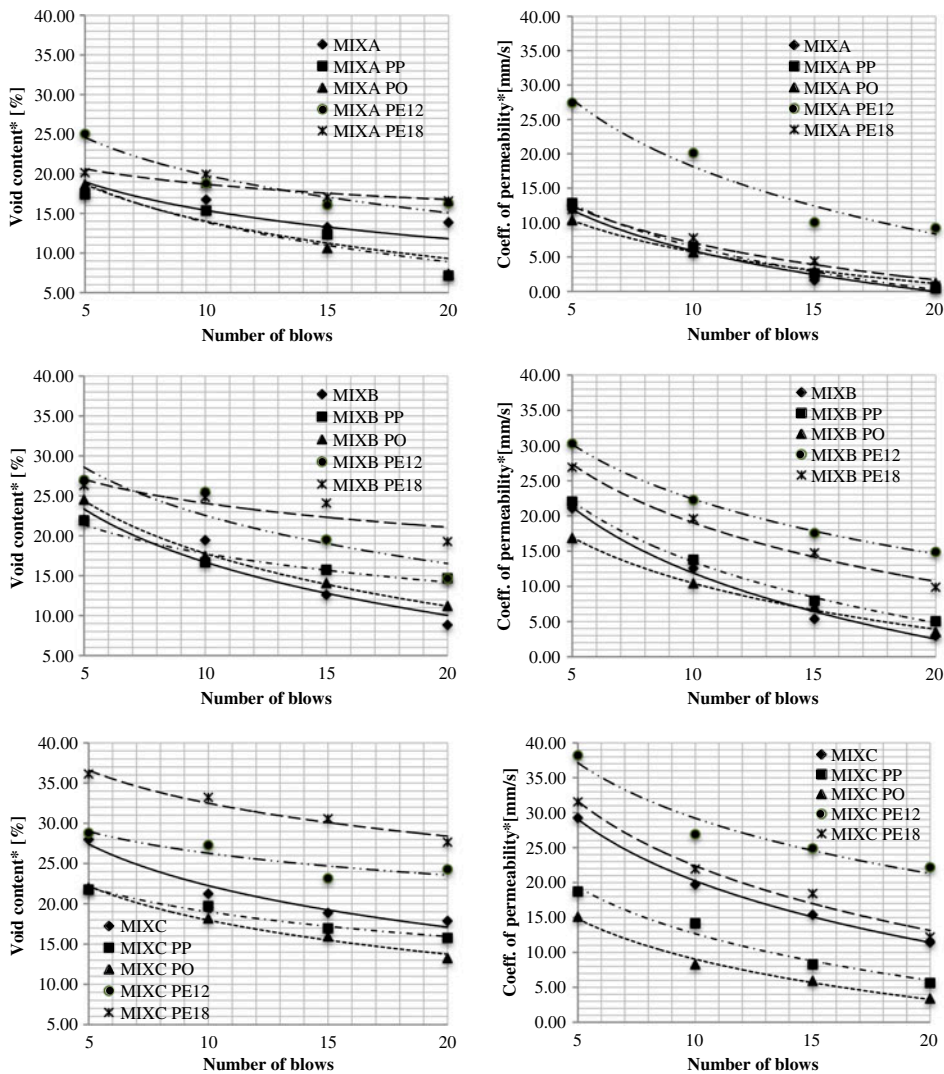 40.00
35.00
30.00
25.00
20.00
15.00
10.00
5.00
Void content* [%]
MIXA
MIXA PP
MIXA PO
MIXA PE12
MIXA PE18
5 10 15 20
Number of blows
40.00
35.00
30.00
25.00
20.00
15.00
10.00
5.00
0.00
Coeff. of permeability*[mm/s]
MIXA
MIXA PP
MIXA PO
MIXA PE12
MIXA PE18
5 10 15 20
Number of blows
40.00
35.00
30.00
25.00
20.00
15.00
10.00
5.00
Void content* [%]
MIXB
MIXB PP
MIXB PO
MIXB PE12
MIXB PE18
5 10 15 20
Number of blows
40.00
35.00
30.00
25.00
20.00
15.00
10.00
5.00
0.00
Coeff. of permeability*[mm/s]
MIXB
MIXB PP
MIXB PO
MIXB PE12
MIXB PE18
5 10 15 20
Number of blows
40.00
35.00
30.00
25.00
20.00
15.00
10.00
5.00
Void content* [%]
MIXC
MIXC PP
MIXC PO
MIXC PE12
MIXC PE18
5 10 15 20
Number of blows
40.00
35.00
30.00
25.00
20.00
15.00
10.00
5.00
0.00
Coeff. of permeability*[mm/s]
MIXC
MIXC PP
MIXC PO
MIXC PE12
MIXC PE18
5 10 15 20
Number of blows